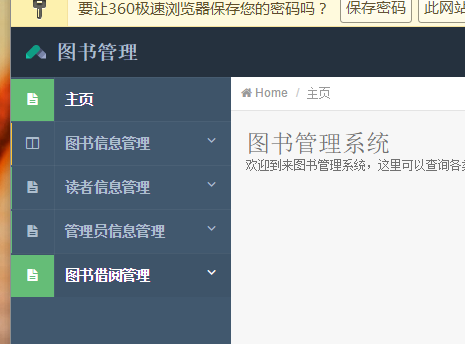 要让360极速浏览器保存您的密码吗？ 保存密码 此网站
图书管理
主页
Home / 主页
图书信息管理
图书管理系统
欢迎到来图书管理系统，这里可以查询各
读者信息管理
管理员信息管理
图书借阅管理